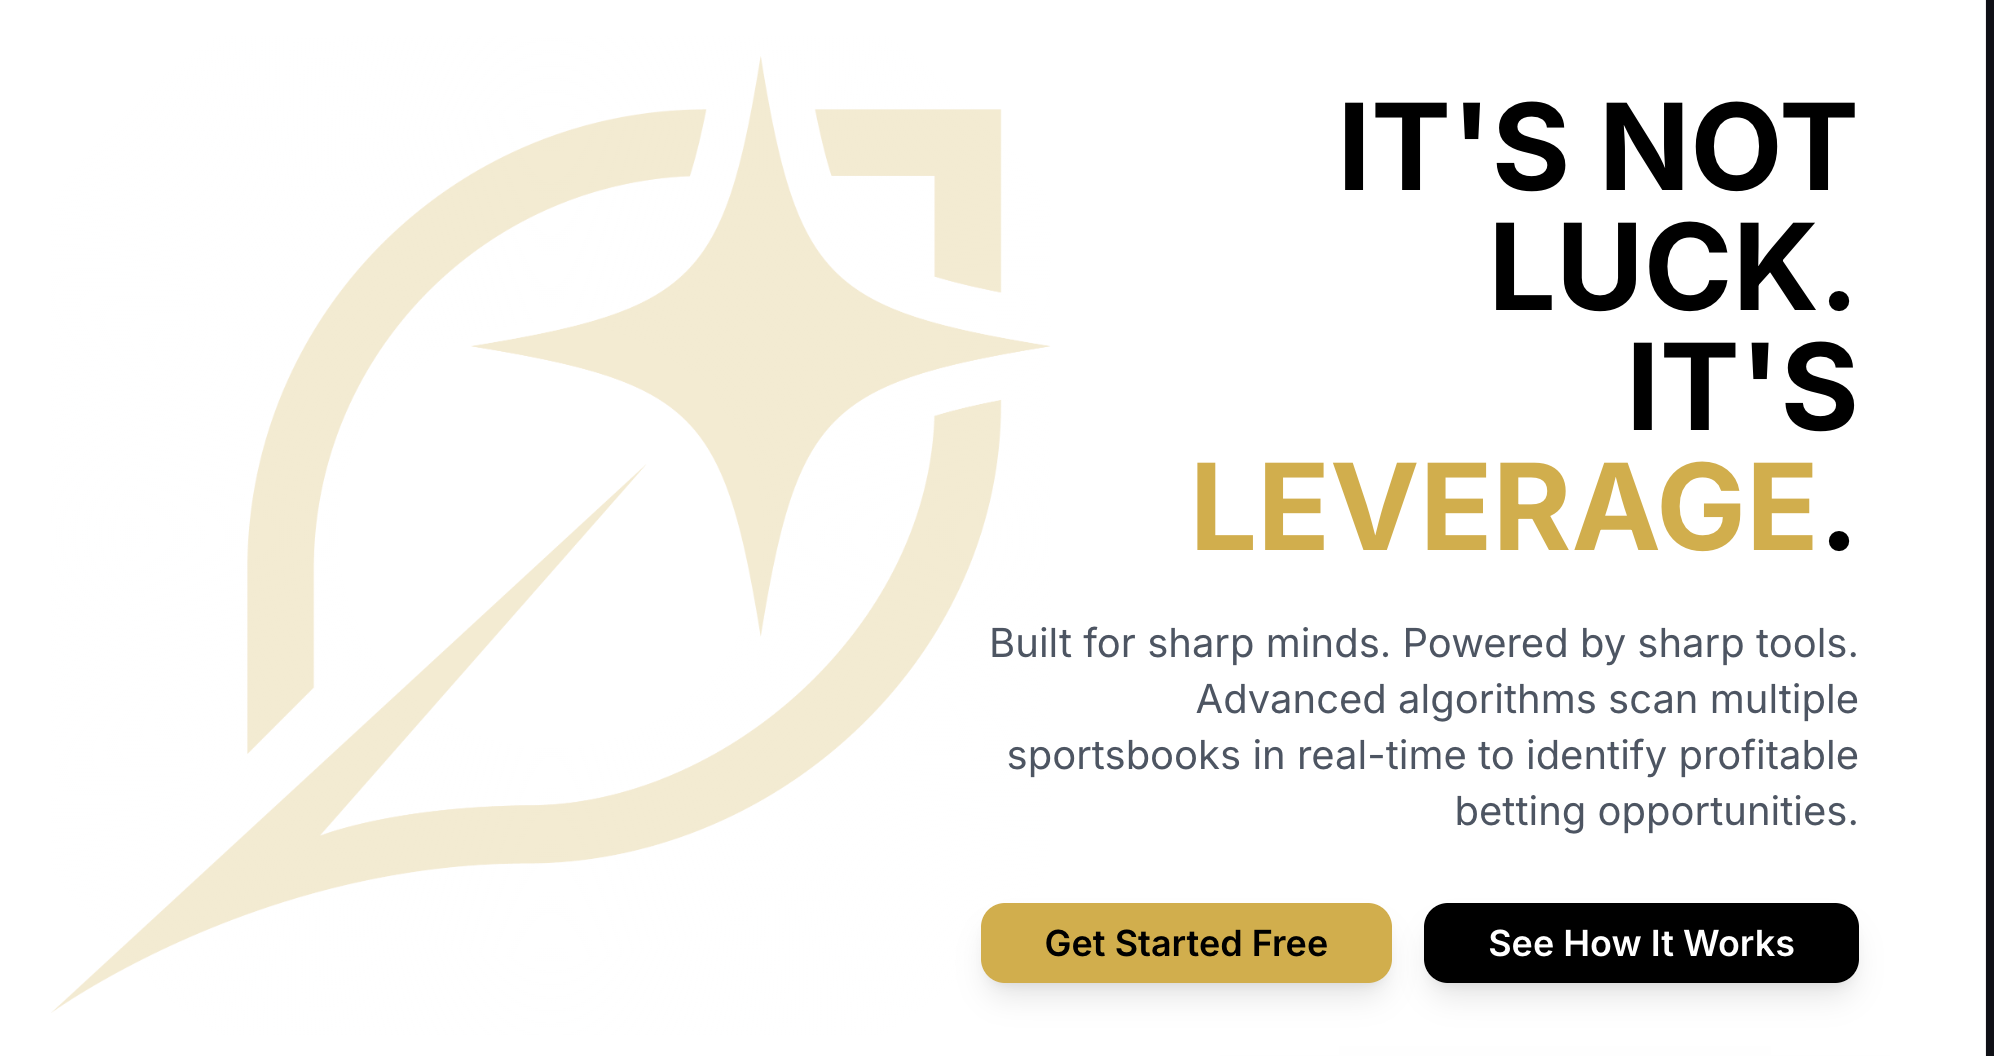 IT'S NOT
LUCK.
IT'S
LEVERAGE.
Built for sharp minds. Powered by sharp tools.
Advanced algorithms scan multiple
sportsbooks in real-time to identify profitable
betting opportunities.
Get Started Free
See How It Works